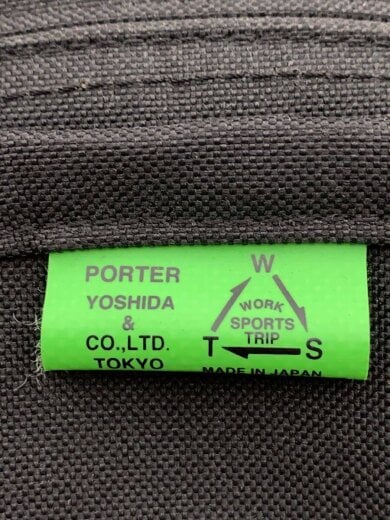 PORTER
YOSHIDA
&
CO.,LTD.
TOKYO
W
WORK
SPORTS
TRIP
T
S
MADE IN JAPAN